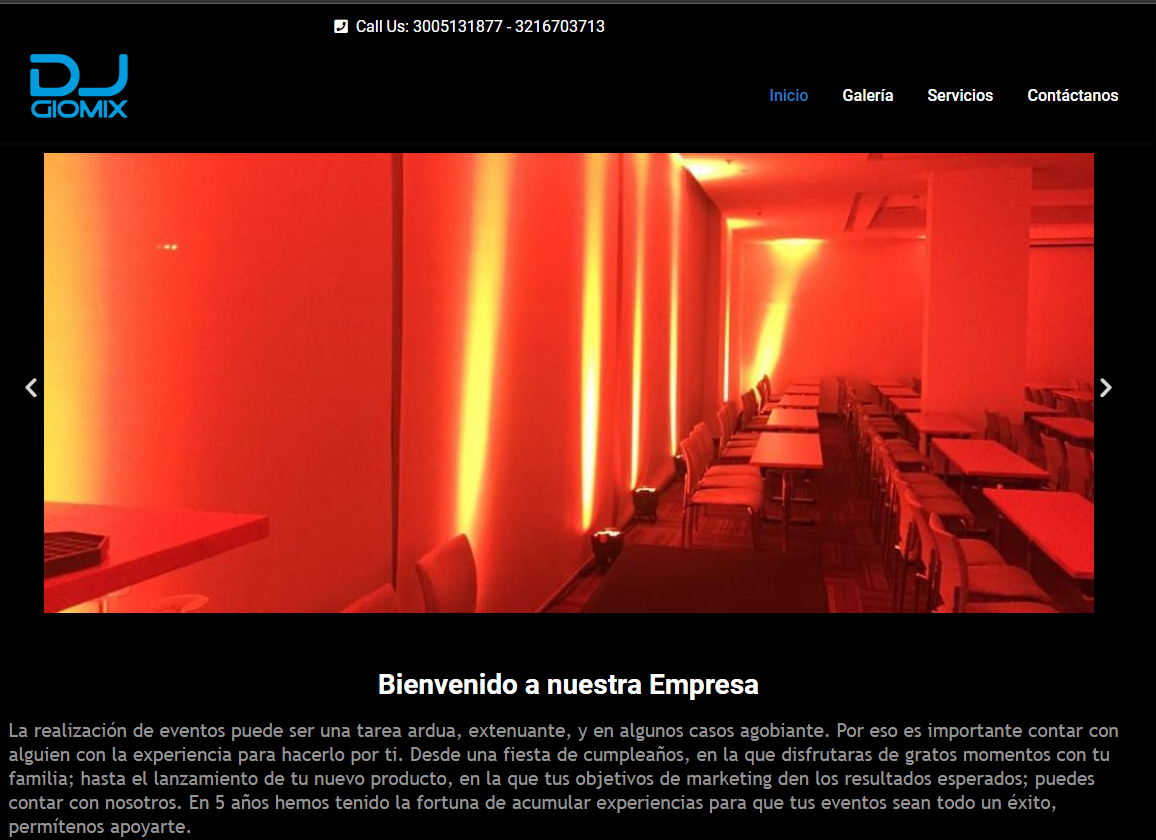 Call Us: 3005131877 - 3216703713
DJ
GIOMIX
Inicio Galería Servicios Contáctanos
Bienvenido a nuestra Empresa
La realización de eventos puede ser una tarea ardua, extenuante, y en algunos casos agobiante. Por eso es importante contar con
alguien con la experiencia para hacerlo por ti. Desde una fiesta de cumpleaños, en la que disfrutaras de gratos momentos con tu
familia; hasta el lanzamiento de tu nuevo producto, en la que tus objetivos de marketing den los resultados esperados; puedes
contar con nosotros. En 5 años hemos tenido la fortuna de acumular experiencias para que tus eventos sean todo un éxito,
permítenos apoyarte.